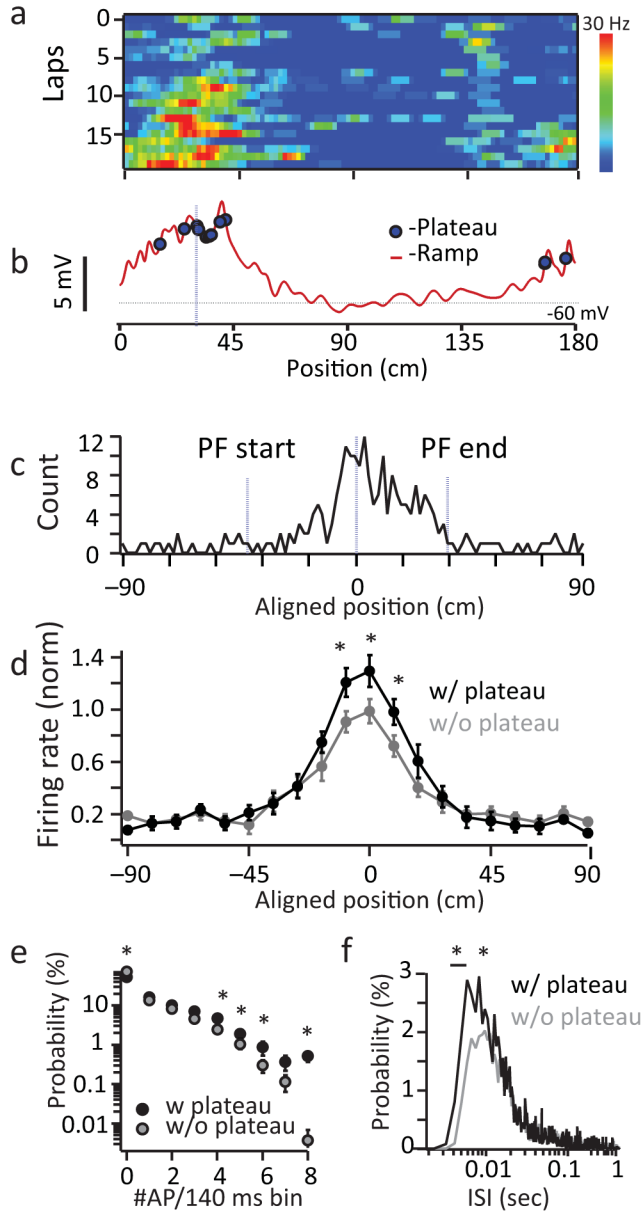 a
30 Hz
Laps
0
5
10
15
b
5 mV
-Plateau
-Ramp
-60 mV
0 45 90 135 180
Position (cm)
c
Count
12
8
4
0
PF start PF end
–90 0 90
Aligned position (cm)
d
Firing rate (norm)
1.4
1.0
0.6
0.2
* * *
w/ plateau
w/o plateau
–90 –45 0 45 90
Aligned position (cm)
e
Probability (%)
10
1
0.1
0.01
* * * * *
w plateau
w/o plateau
0 2 4 6 8
#AP/140 ms bin
f
Probability (%)
3
2
1
0
* *
w/ plateau
w/o plateau
0.01 0.1 1
ISI (sec)